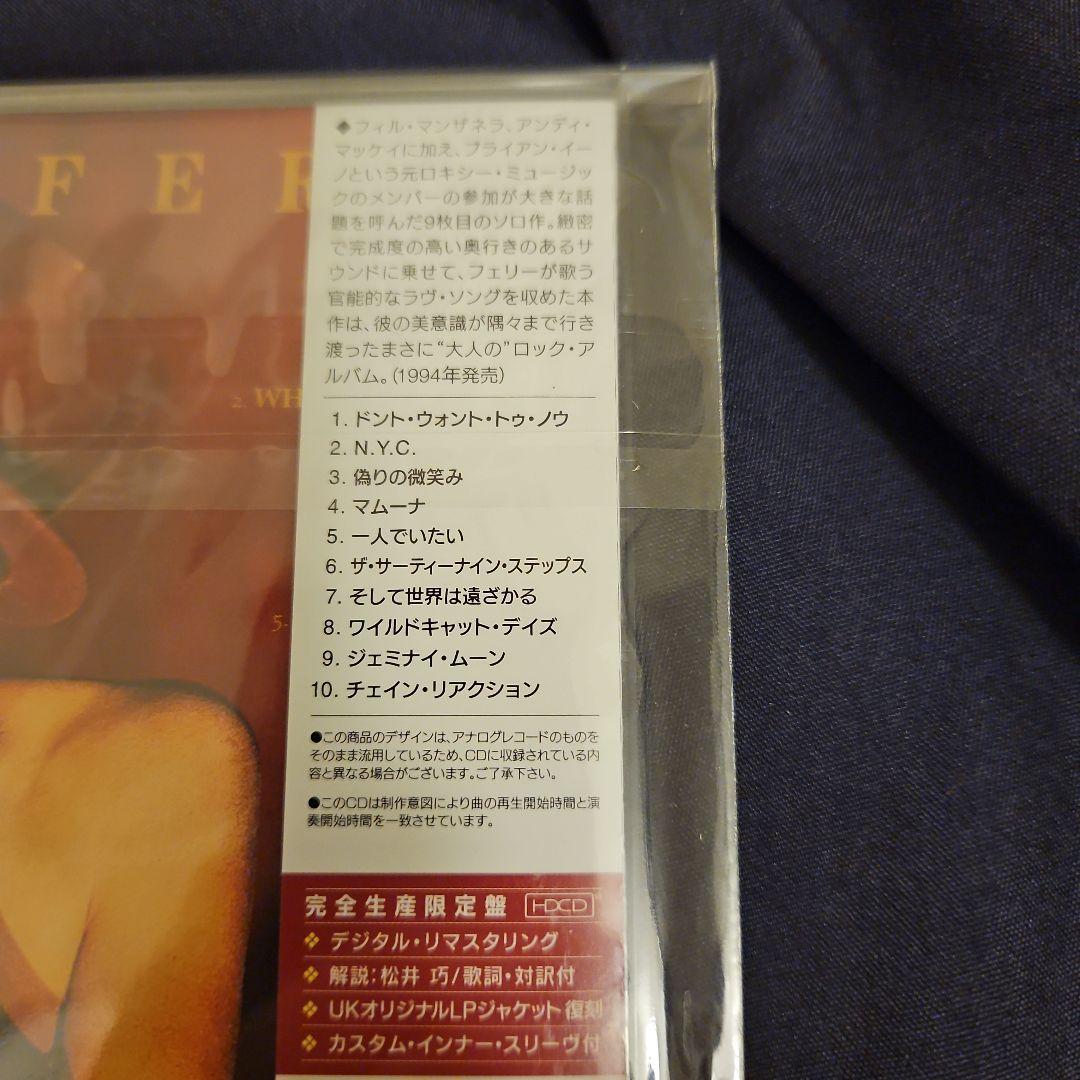 FER
◆フィル・マンザネラ、アンディ・
マッケイに加え、ブライアン・イー
ノという元ロキシー・ミュージッ
クのメンバーの参加が大きな話
題を呼んだ9枚目のソロ作。緻密
で完成度の高い奥行きのあるサ
ウンドに乗せて、フェリーが歌う
官能的なラヴ・ソングを収めた本
作は、彼の美意識が隅々まで行き
渡ったまさに“大人の”ロック・ア
ルバム。(1994年発売)
2. WH
1. ドント・ウォント・トゥ・ノウ
2. N.Y.C.
3. 偽りの微笑み
4. マムーナ
5. 一人でいたい
6. ザ・サーティーナイン・ステップス
7. そして世界は遠ざかる
8. ワイルドキャット・デイズ
9. ジェミナイ・ムーン
10. チェイン・リアクション
5.
●この商品のデザインは、アナログレコードのものを
そのまま流用しているため、CDに収録されている内
容と異なる場合がございます。ご了承下さい。
●このCDは制作意図により曲の再生開始時間と演
奏開始時間を一致させています。
完全生産限定盤 HDCD
❖ デジタル・リマスタリング
❖ 解説:松井 巧/歌詞・対訳付
❖ UKオリジナルLPジャケット復刻
❖ カスタム・インナー・スリーヴ付